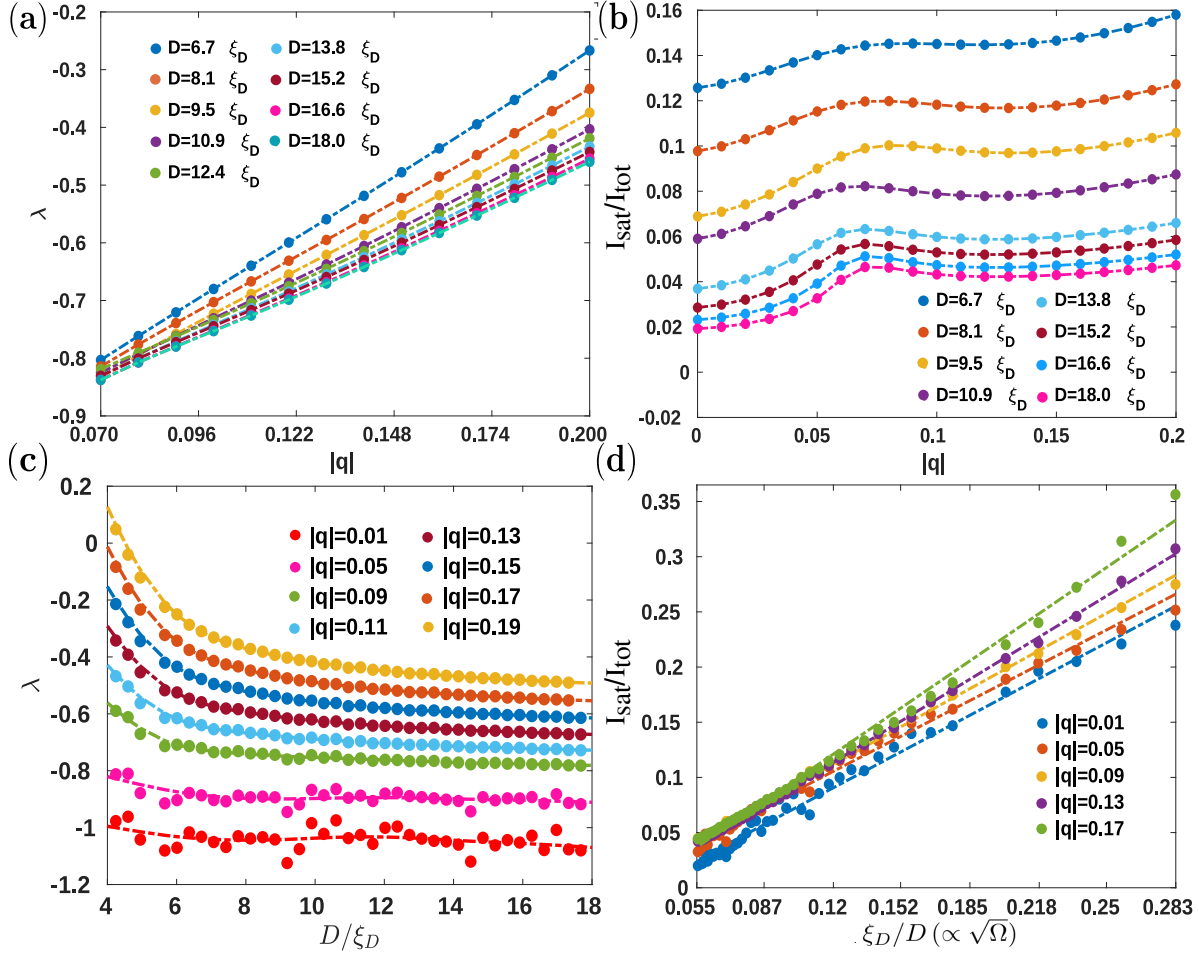 (a)
-0.2
-0.3
-0.4
-0.5
-0.6
-0.7
-0.8
-0.9
λ
D=6.7 ξD
D=8.1 ξD
D=9.5 ξD
D=10.9 ξD
D=12.4 ξD
D=13.8 ξD
D=15.2 ξD
D=16.6 ξD
D=18.0 ξD
0.070 0.096 0.122 0.148 0.174 0.200
|q|
(b)
0.16
0.14
0.12
0.1
0.08
0.06
0.04
0.02
0
-0.02
Isat/Itot
D=6.7 ξD
D=8.1 ξD
D=9.5 ξD
D=10.9 ξD
D=13.8 ξD
D=15.2 ξD
D=16.6 ξD
D=18.0 ξD
0 0.05 0.1 0.15 0.2
|q|
(c)
0.2
0
-0.2
-0.4
-0.6
-0.8
-1
-1.2
λ
|q|=0.01
|q|=0.05
|q|=0.09
|q|=0.11
|q|=0.13
|q|=0.15
|q|=0.17
|q|=0.19
4 6 8 10 12 14 16 18
D/ξD
(d)
0.35
0.3
0.25
0.2
0.15
0.1
0.05
0
Isat/Itot
|q|=0.01
|q|=0.05
|q|=0.09
|q|=0.13
|q|=0.17
0.055 0.087 0.12 0.152 0.185 0.22 0.25 0.283
ξD/D (∝ √Ω)